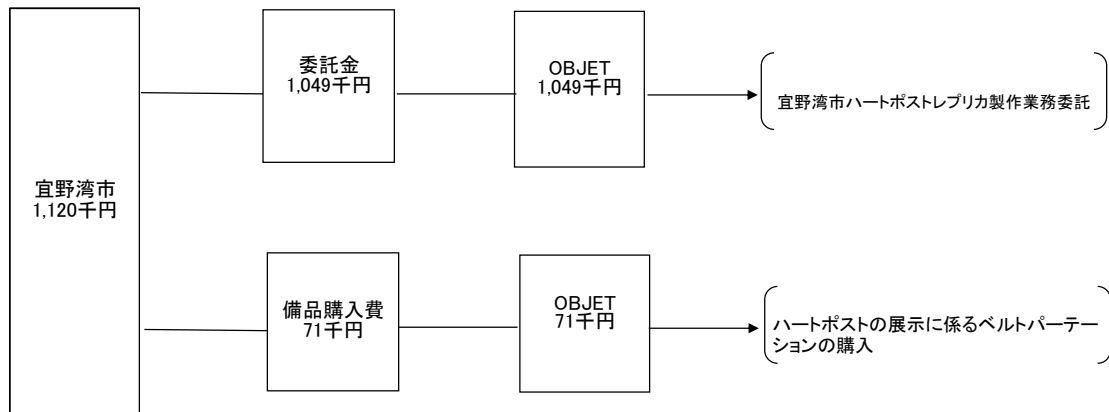 宜野湾市
1,120千円
委託金
1,049千円
OBJET
1,049千円
宜野湾市ハートポストレプリカ製作業務委託
備品購入費
71千円
OBJET
71千円
ハートポストの展示に係るベルトパーテー
ションの購入